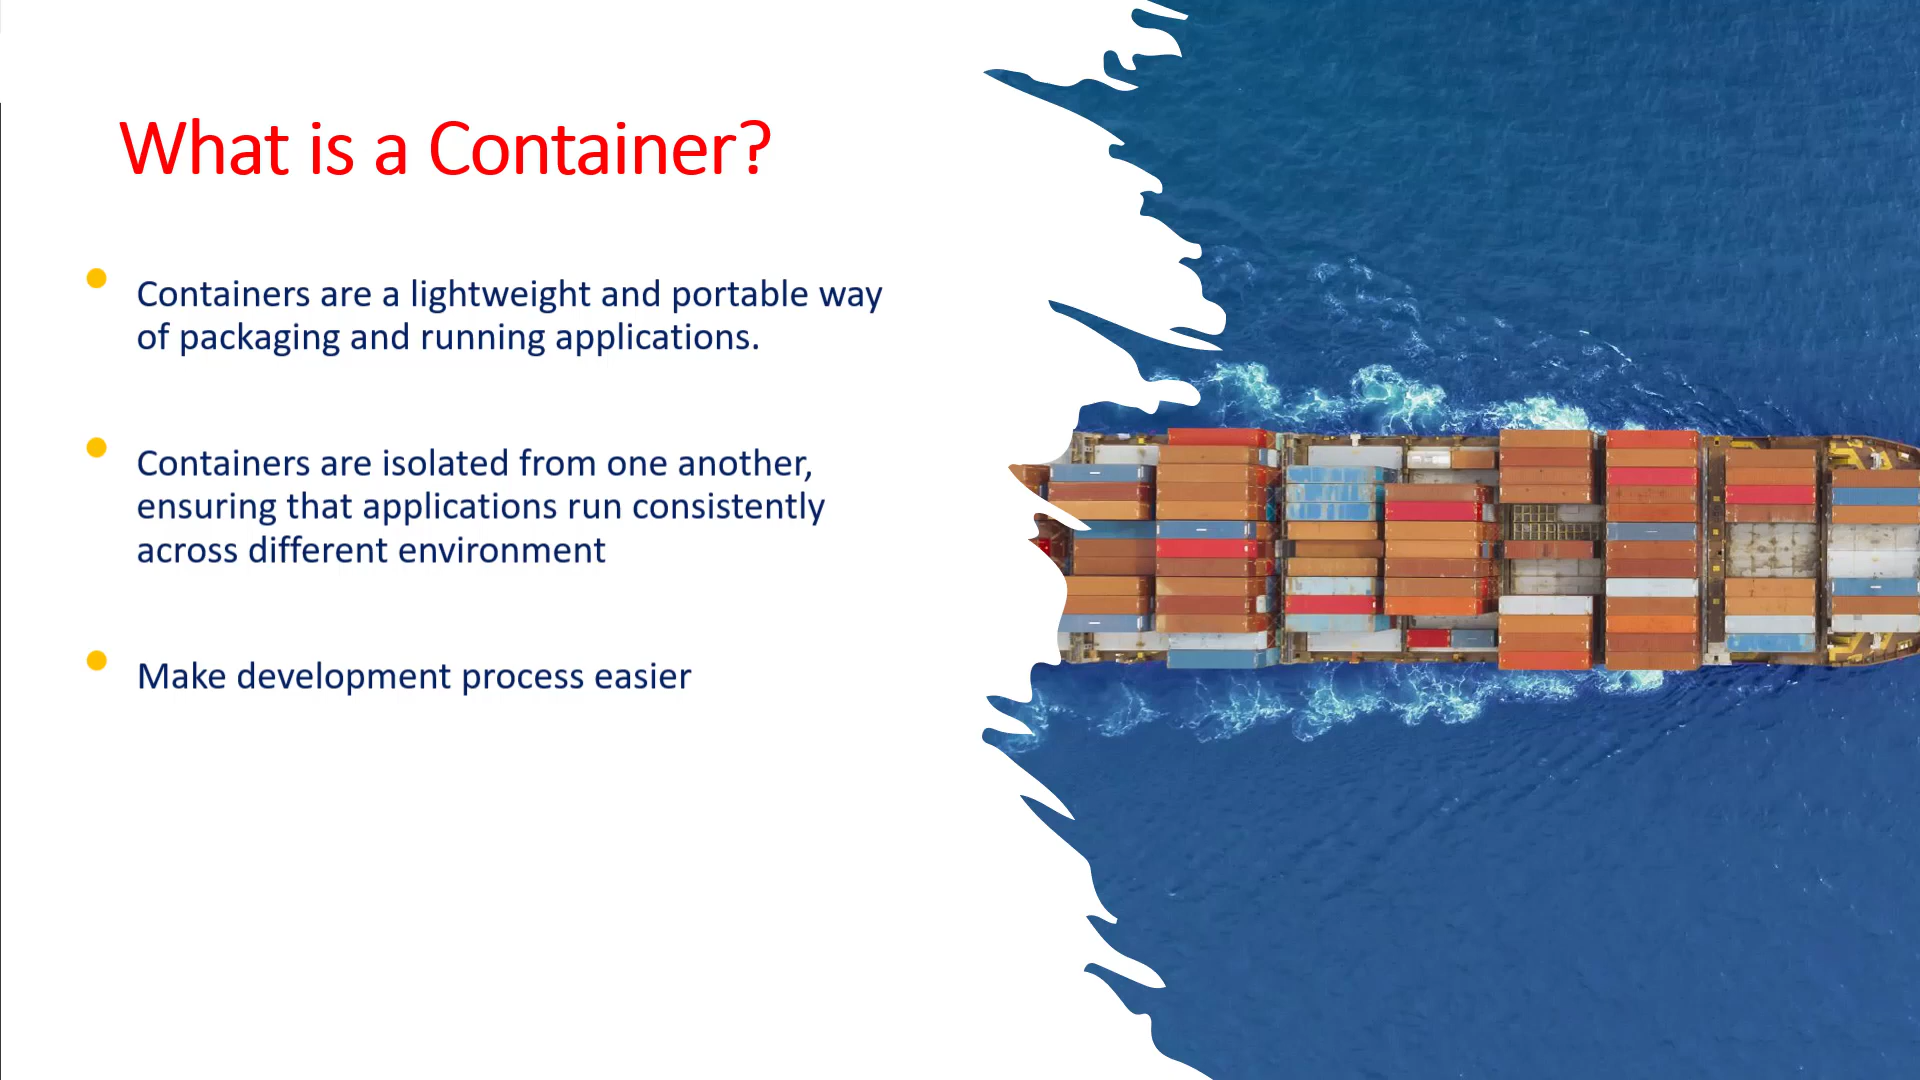 What is a Container?
Containers are a lightweight and portable way
of packaging and running applications.
Containers are isolated from one another,
ensuring that applications run consistently
across different environment
Make development process easier